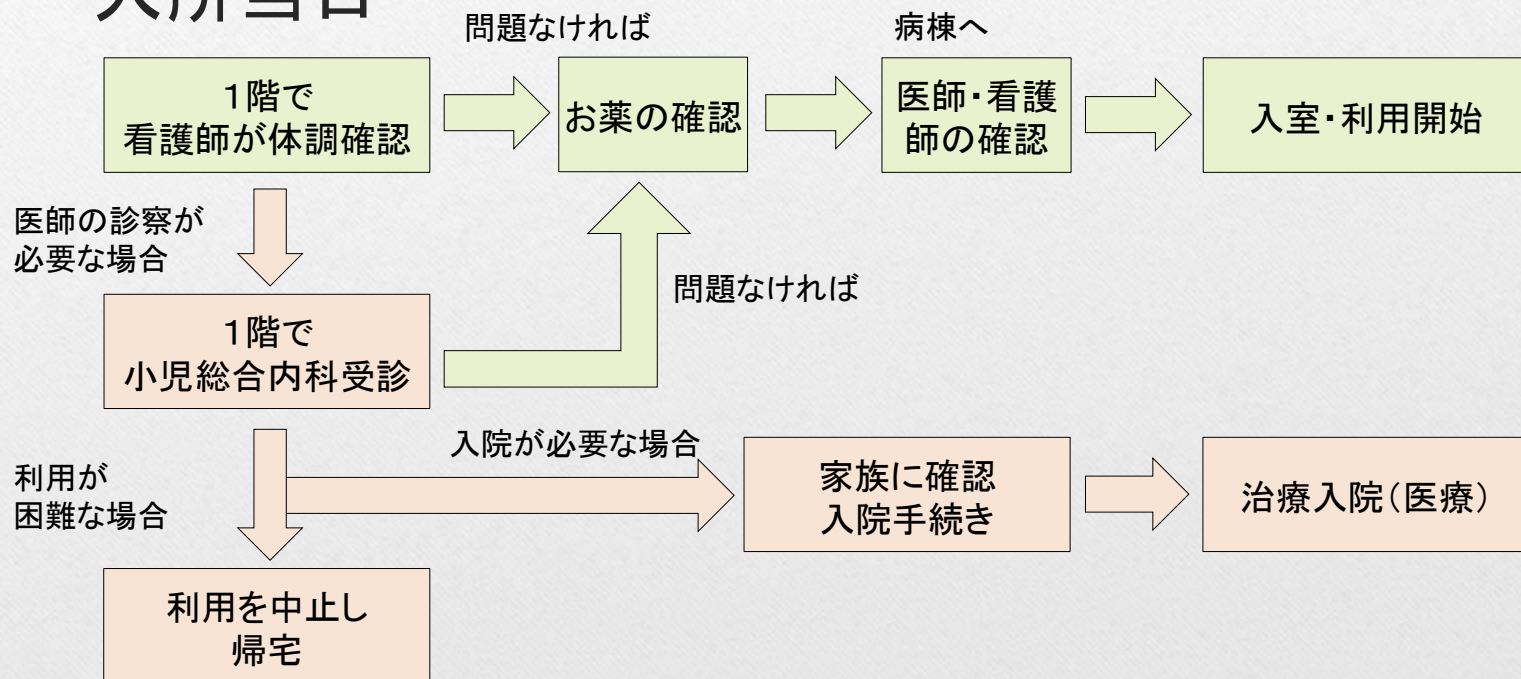 入所当日
問題なければ
病棟へ
１階で
看護師が体調確認
お薬の確認
医師・看護
師の確認
入室・利用開始
医師の診察が
必要な場合
問題なければ
１階で
小児総合内科受診
入院が必要な場合
利用が
困難な場合
家族に確認
入院手続き
治療入院（医療）
利用を中止し
帰宅